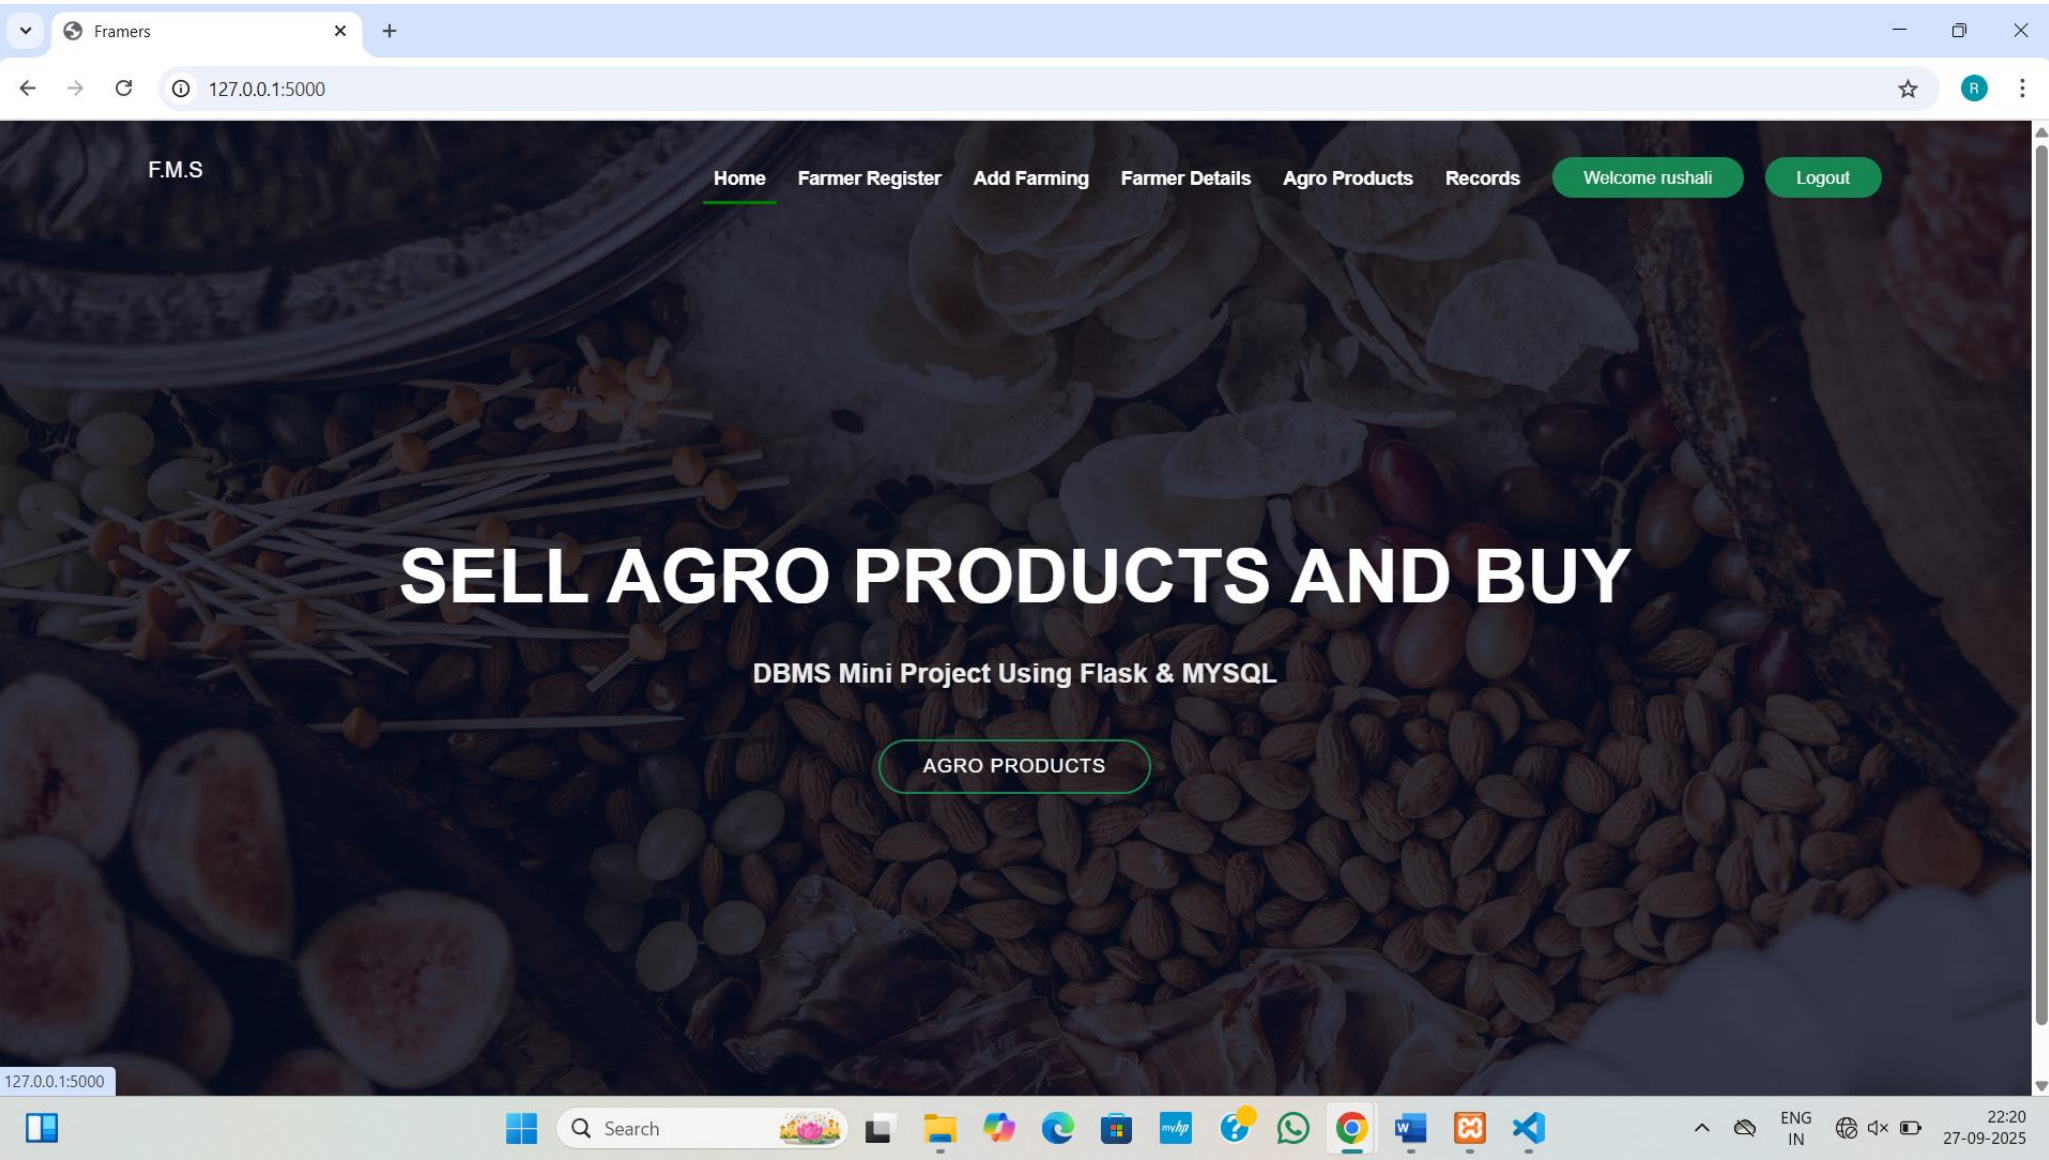 Framers
127.0.0.1:5000
F.M.S
Home Farmer Register Add Farming Farmer Details Agro Products Records Welcome rushali Logout
SELL AGRO PRODUCTS AND BUY
DBMS Mini Project Using Flask & MYSQL
AGRO PRODUCTS
127.0.0.1:5000
Search
myhp
ENG
IN
22:20
27-09-2025
R
W